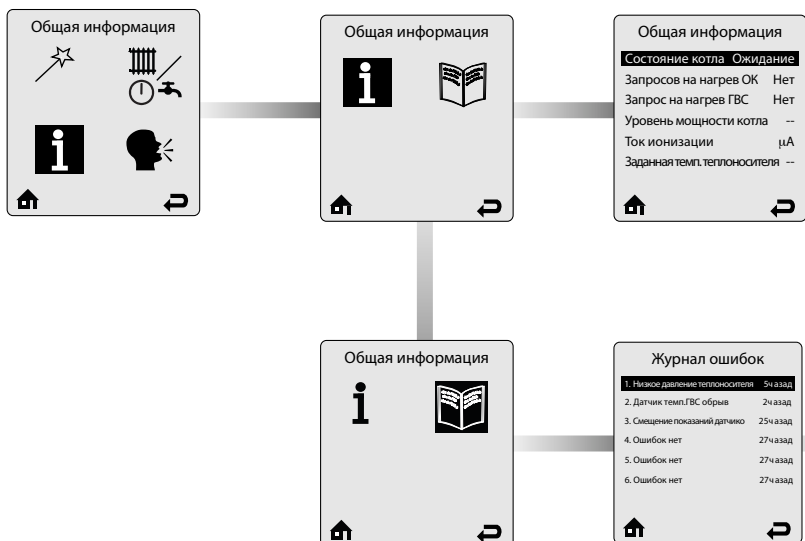 Общая информация
Общая информация
Общая информация
Состояние котла Ожидание
Запросов на нагрев ОК Нет
Запрос на нагрев ГВС Нет
Уровень мощности котла --
Ток ионизации μA
Заданная темп. теплоносителя --
Общая информация
Журнал ошибок
1. Низкое давление теплоносителя 5ч азад
2. Датчик темп.ГВС обрыв 2ч азад
3. Смещение показаний датчико 25ч азад
4. Ошибок нет 27ч азад
5. Ошибок нет 27ч азад
6. Ошибок нет 27ч азад